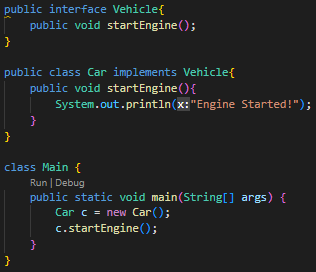 public interface Vehicle{
    public void startEngine();
}

public class Car implements Vehicle{
    public void startEngine(){
        System.out.println(x:"Engine Started!");
    }
}

class Main {
    Run | Debug
    public static void main(String[] args) {
        Car c = new Car();
        c.startEngine();
    }
}